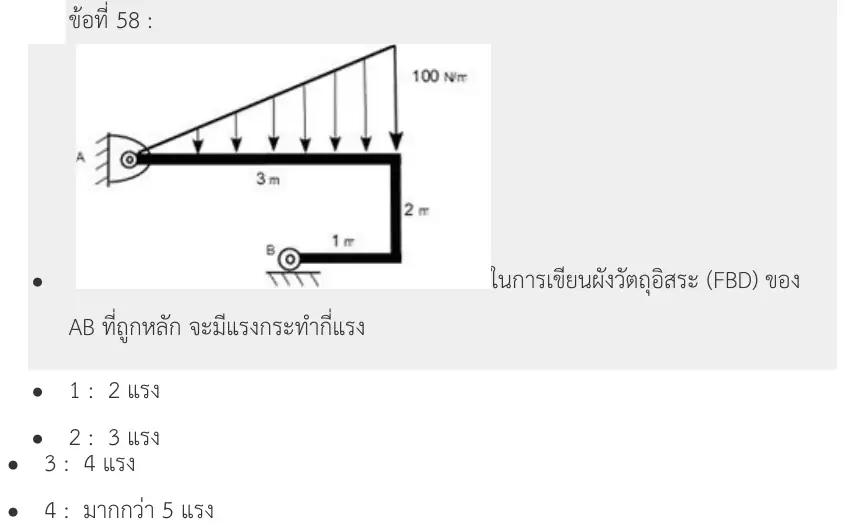 ข้อที่ 58 :
100 N/m
A
3 m
2 m
1 m
B
ในการเขียนผังวัตถุอิสระ (FBD) ของ
AB ที่ถูกหลัก จะมีแรงกระทำกี่แรง
1 : 2 แรง
2 : 3 แรง
3 : 4 แรง
4 : มากกว่า 5 แรง